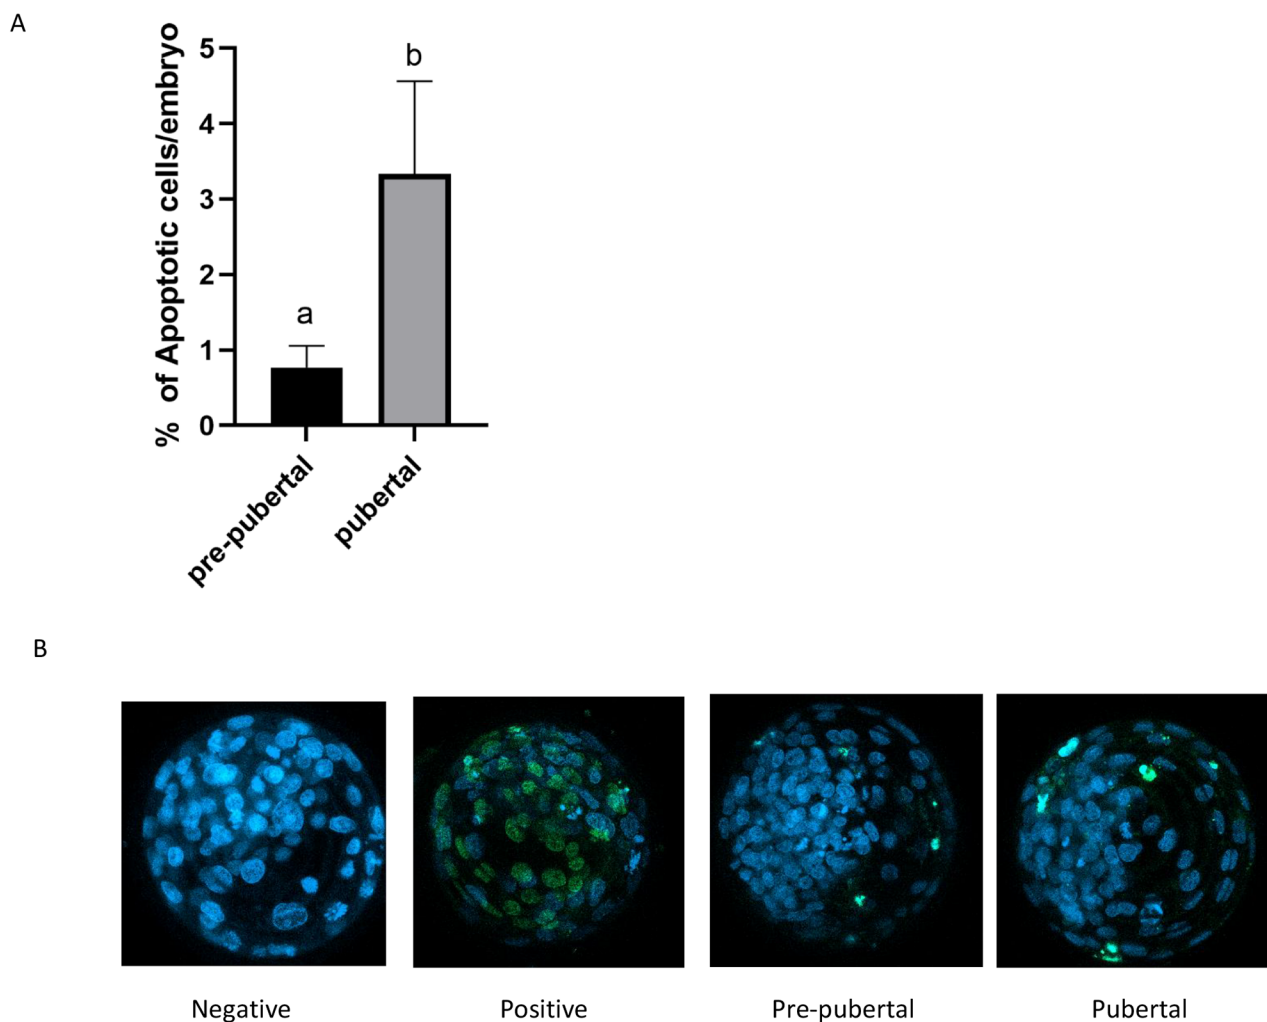 A
% of Apoptotic cells/embryo
5
4
3
2
1
0
a
b
pre-pubertal
pubertal
B
Negative
Positive
Pre-pubertal
Pubertal